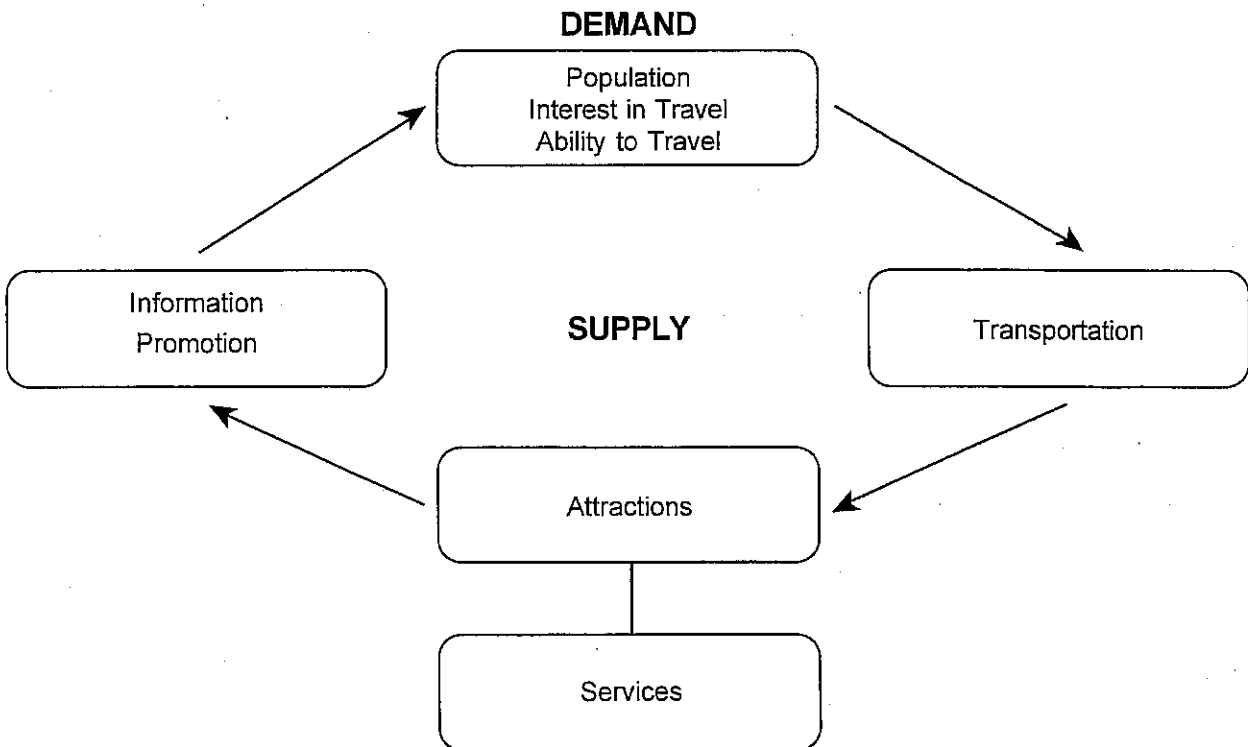 DEMAND
Population
Interest in Travel
Ability to Travel
Information
Promotion
SUPPLY
Transportation
Attractions
Services